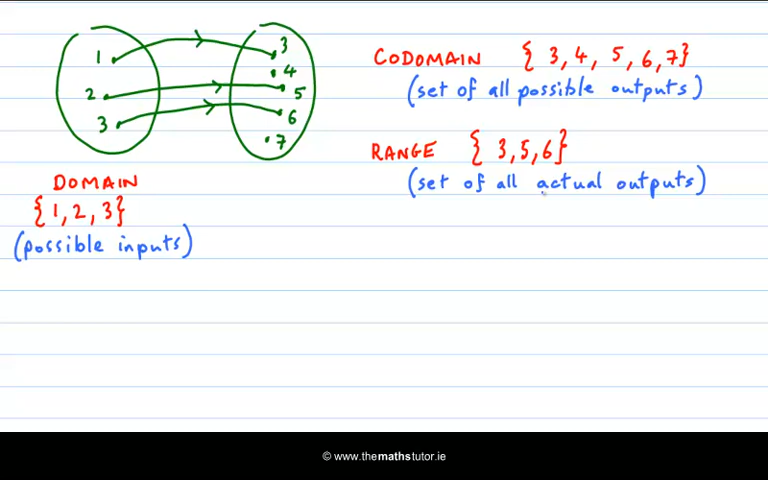 1
2
3
3
4
5
6
7
DOMAIN
{1, 2, 3}
(possible inputs)
CODOMAIN { 3, 4, 5, 6, 7}
(set of all possible outputs)
RANGE { 3, 5, 6}
(set of all actual outputs)
© www.themathstutor.ie